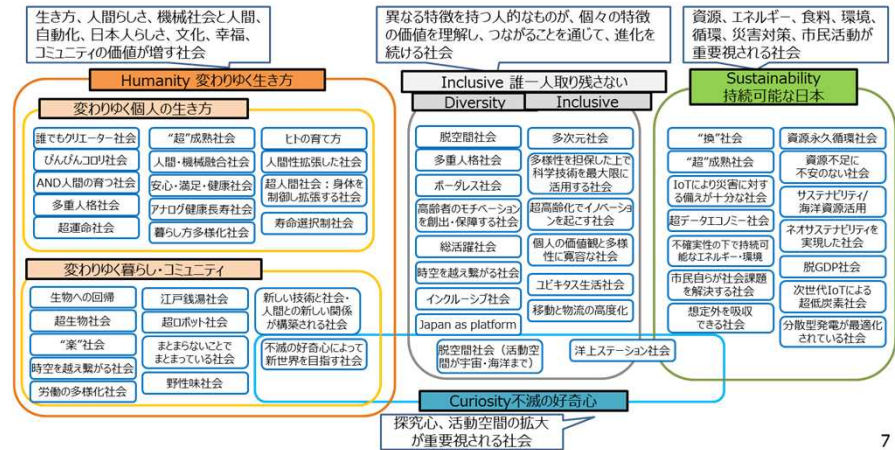 生き方、人間らしさ、機械社会と人間、
自動化、日本人らしさ、文化、幸福、
コミュニティの価値が増す社会
異なる特徴を持つ人的なものが、個々の特徴
の価値を理解し、つながることを通じて、進化を
続ける社会
資源、エネルギー、食料、環境、
循環、災害対策、市民活動が
重要視される社会
Humanity 変わりゆく生き方
変わりゆく個人の生き方
誰でもクリエーター社会
ぴんぴんコロリ社会
AND人間の育つ社会
多重人格社会
超運命社会
“超”成熟社会
人間・機械融合社会
安心・満足・健康社会
アナログ健康長寿社会
暮らし方多様化社会
ヒトの育て方
人間性拡張した社会
超人間社会：身体を
制御し拡張する社会
寿命選択制社会
変わりゆく暮らし・コミュニティ
生物への回帰
超生物社会
“楽”社会
時空を越え繋がる社会
労働の多様化社会
江戸銭湯社会
超ロボット社会
まとまらないことで
まとまっている社会
野性味社会
新しい技術と社会・
人間との新しい関係
が構築される社会
不滅の好奇心によって
新世界を目指す社会
Inclusive 誰一人取り残さない
Diversity
Inclusive
脱空間社会
多重人格社会
ボーダレス社会
高齢者のモチベーション
を創出・保障する社会
総活躍社会
時空を越え繋がる社会
インクルーシブ社会
Japan as platform
多次元社会
多様性を担保した上で
科学技術を最大限に
活用する社会
超高齢化でイノベーショ
ンを起こす社会
個人の価値観と多様
性に寛容な社会
ユビキタス生活社会
移動と物流の高度化
脱空間社会（活動空
間が宇宙・海洋まで）
洋上ステーション社会
Sustainability
持続可能な日本
“換”社会
“超”成熟社会
IoTにより災害に対す
る備えが十分な社会
超データエコノミー社会
不確実性の下で持続可
能なエネルギー・環境
市民自らが社会課題
を解決する社会
想定外を吸収
できる社会
資源永久循環社会
資源不足に
不安のない社会
サステナビリティ/
海洋資源活用
ネオサステナビリティを
実現した社会
脱GDP社会
次世代IoTによる
超低炭素社会
分散型発電が最適化
されている社会
Curiosity不滅の好奇心
探究心、活動空間の拡大
が重要視される社会
7